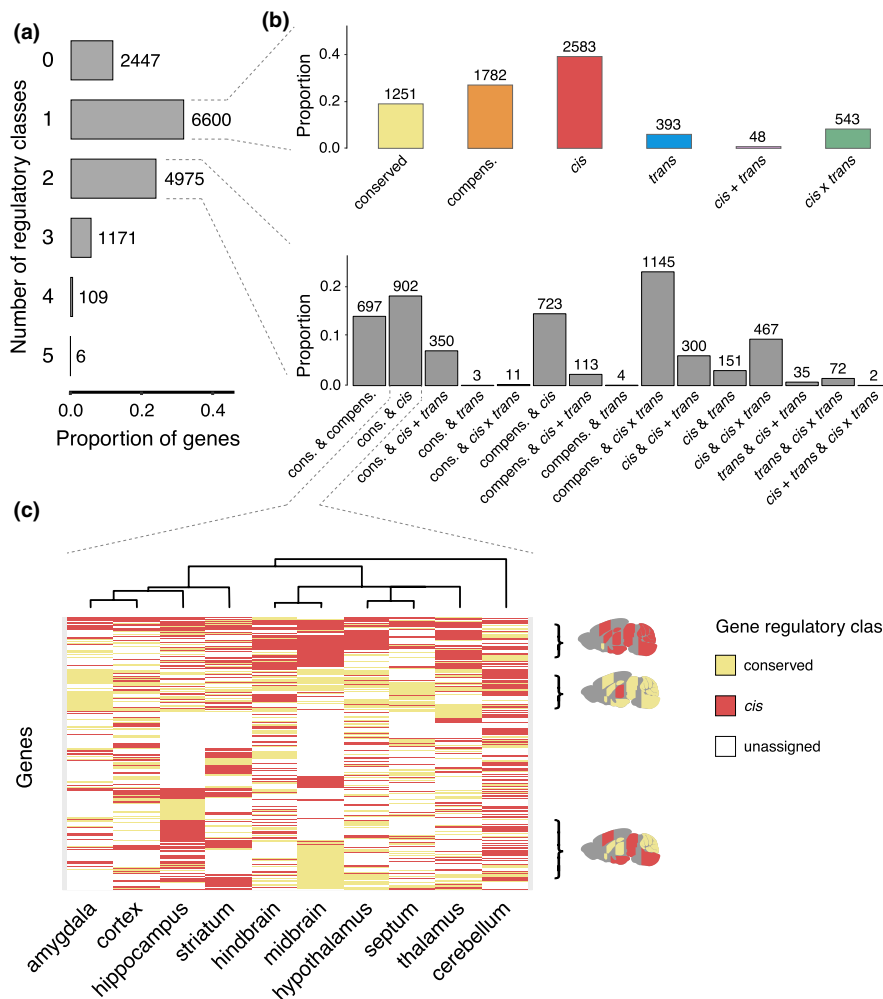 (a)
Number of regulatory classes
0
2447
1
6600
2
4975
3
1171
4
109
5
6
0.0
0.2
0.4
Proportion of genes
(b)
Proportion
0.4
0.2
0.0
1251
1782
2583
393
48
543
conserved
compens.
cis
trans
cis + trans
cis x trans
Proportion
0.2
0.1
0.0
697
902
350
3
11
723
113
4
1145
300
151
467
35
72
2
cons. & compens.
cons. & cis
cons. & cis + trans
cons. & trans
cons. & cis x trans
compens. & cis
compens. & cis + trans
compens. & trans
compens. & cis x trans
cis & cis + trans
cis & trans
cis & cis x trans
trans & cis + trans
trans & cis x trans
cis + trans & cis x trans
(c)
Genes
amygdala
cortex
hippocampus
striatum
hindbrain
midbrain
hypothalamus
septum
thalamus
cerebellum
Gene regulatory clas
conserved
cis
unassigned